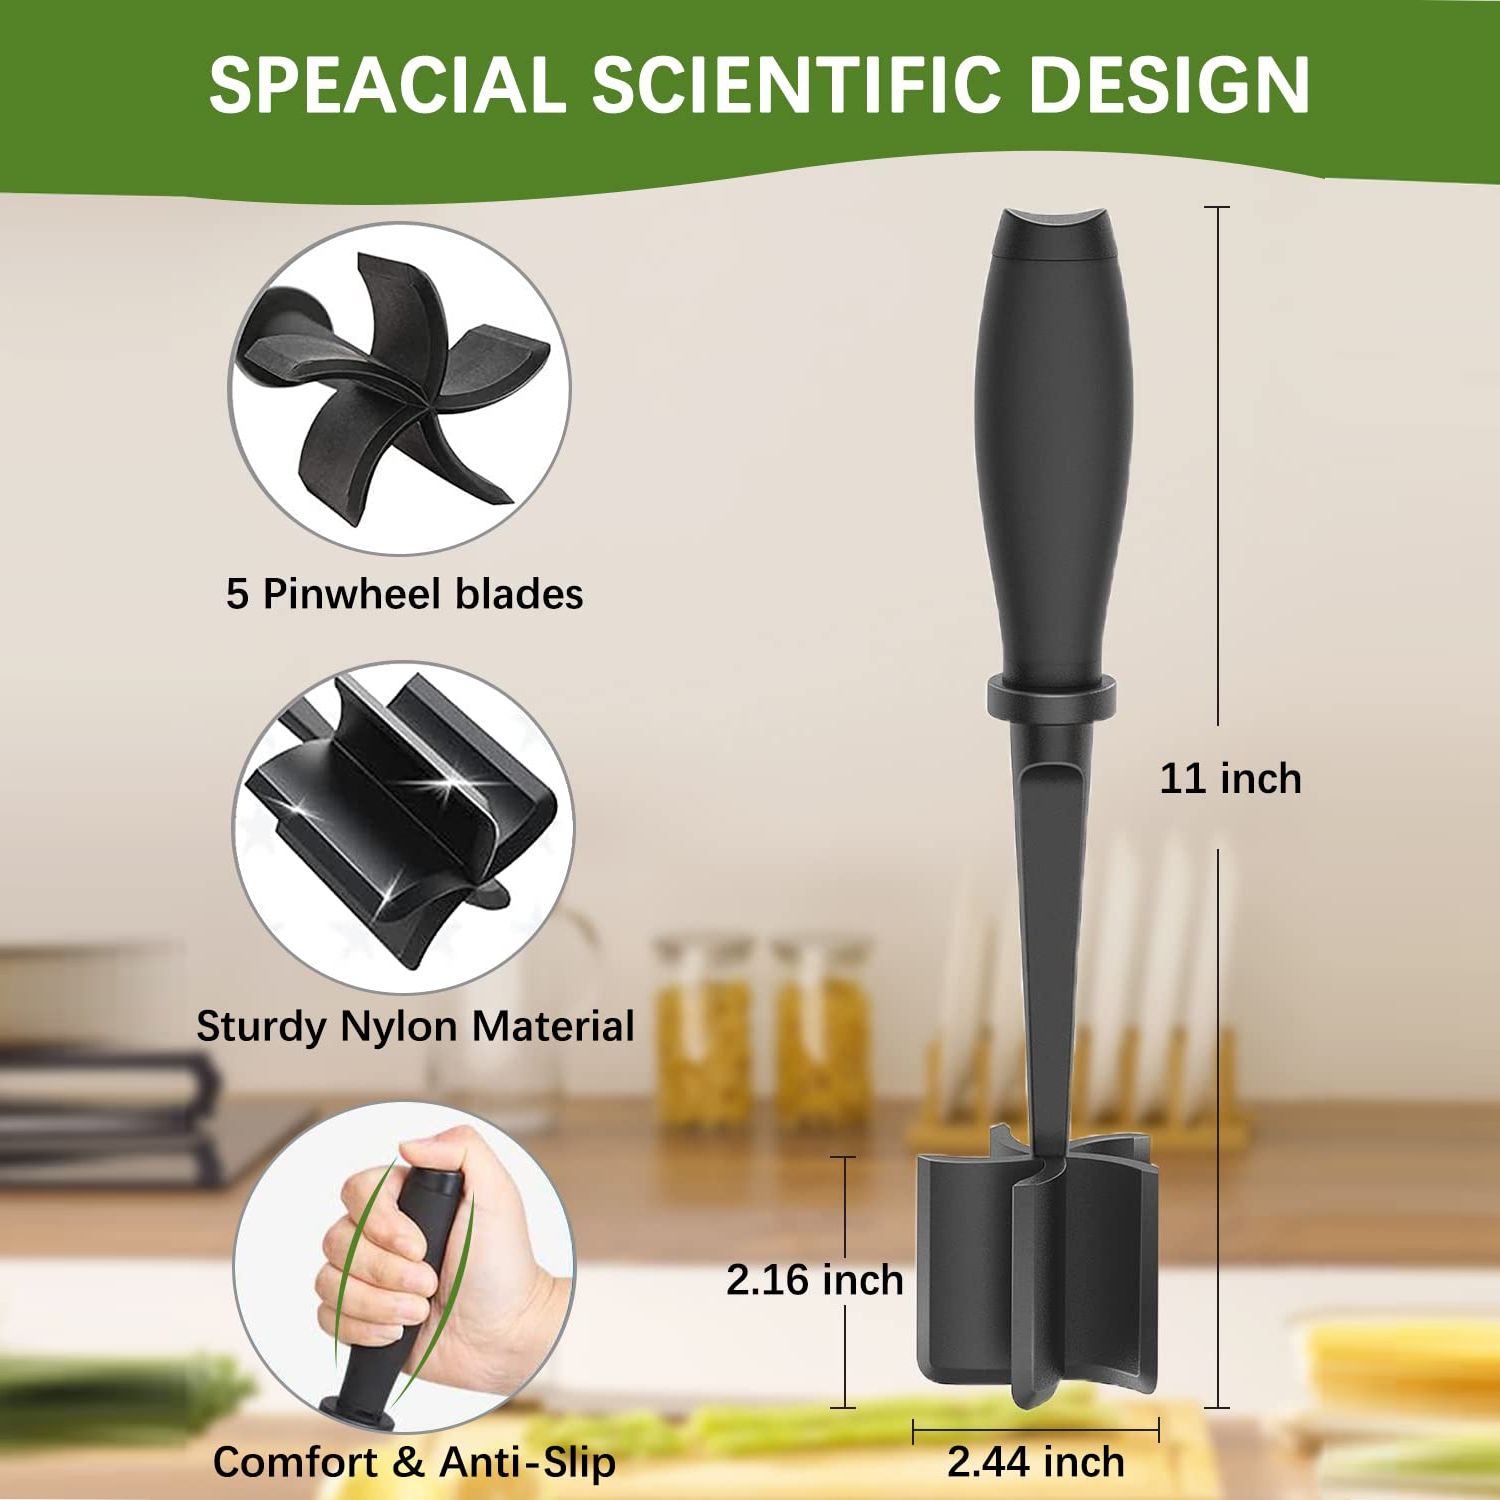 SPEACIAL SCIENTIFIC DESIGN
5 Pinwheel blades
Sturdy Nylon Material
Comfort & Anti-Slip
11 inch
2.16 inch
2.44 inch